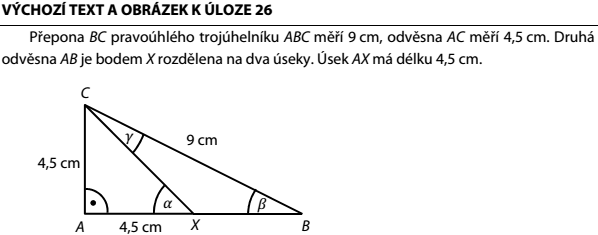 VÝCHOZÍ TEXT A OBRÁZEK K ÚLOZE 26
Přepona BC pravoúhlého trojúhelníku ABC měří 9 cm, odvěsna AC měří 4,5 cm. Druhá
odvěsna AB je bodem X rozdělena na dva úseky. Úsek AX má délku 4,5 cm.
C
γ
9 cm
4,5 cm
α
β
A
4,5 cm
X
B